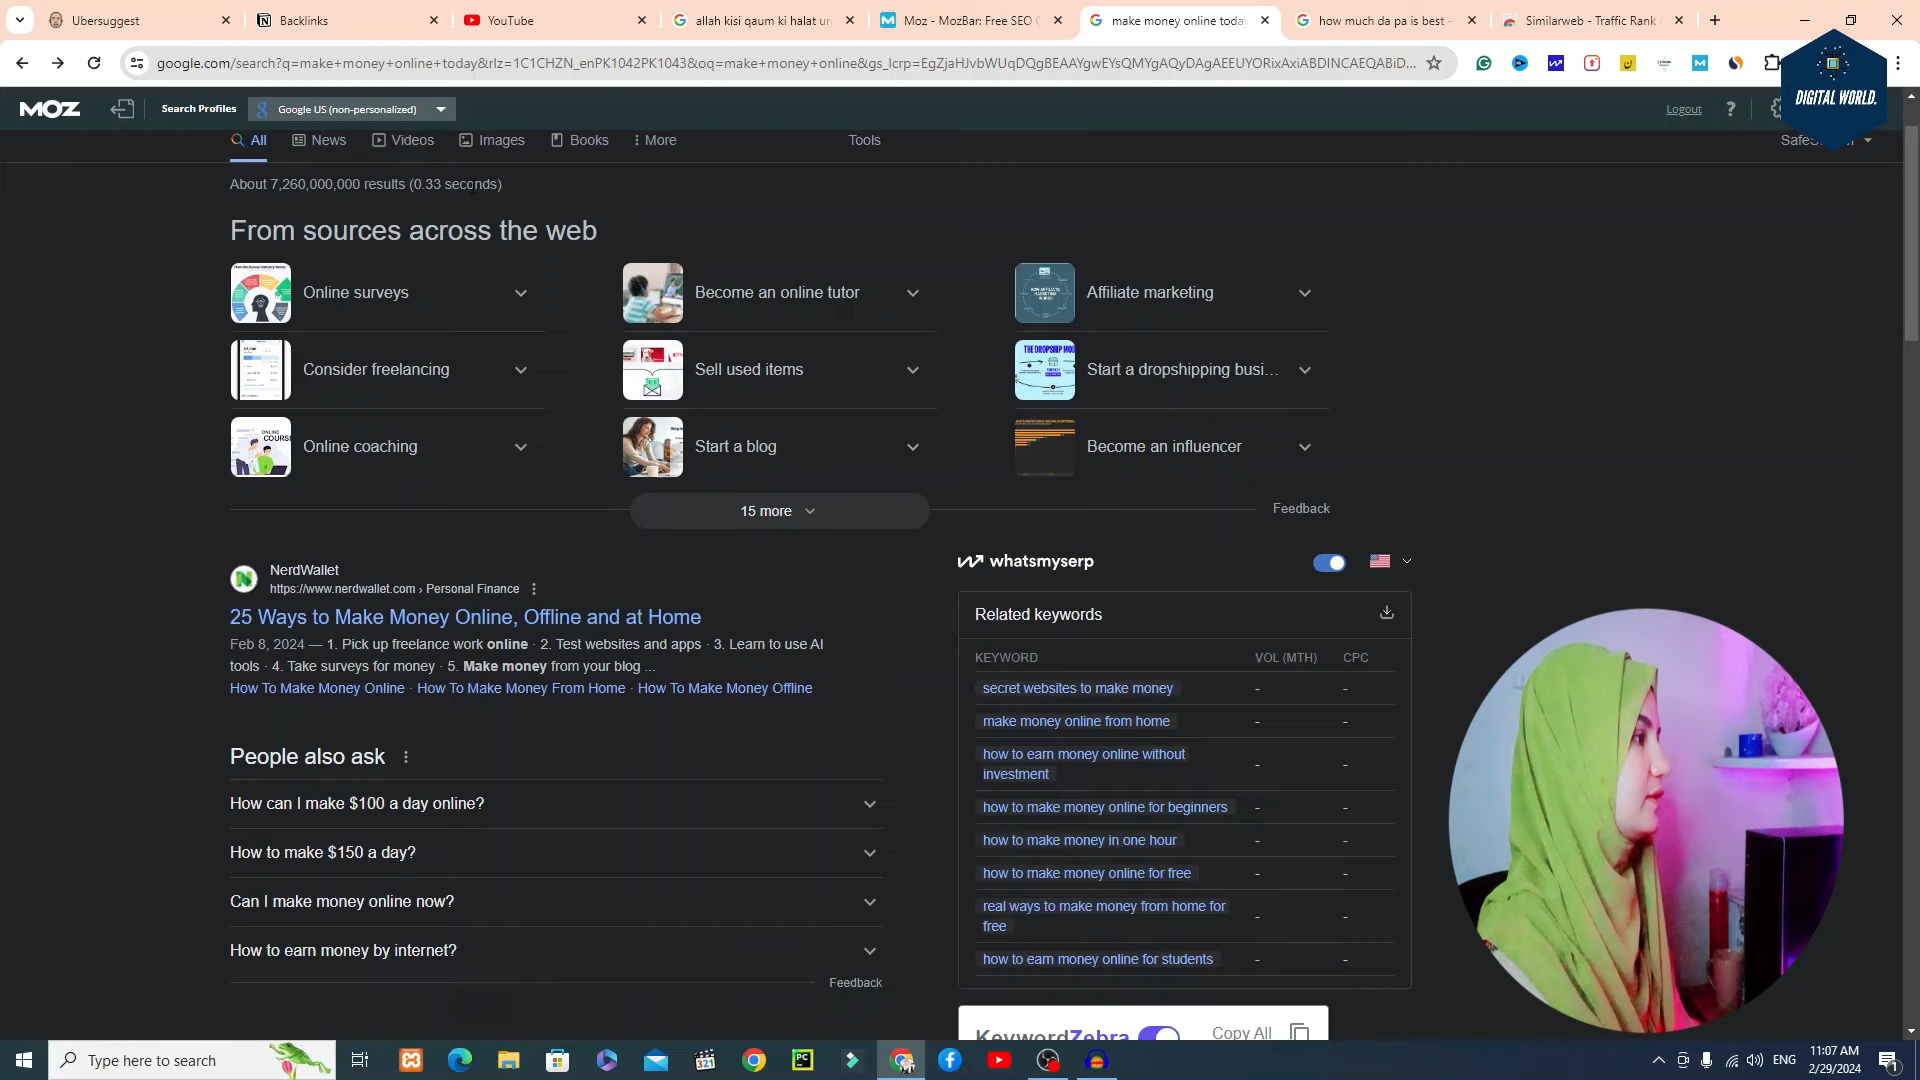 Ubersuggest
Backlinks
YouTube
allah kisi qaum ki halat un
Moz - MozBar: Free SEO
make money online today
how much da pa is best -
Similarweb - Traffic Rank
google.com/search?q=make+money+online+today&rlz=1C1CHZN_enPK1042PK1043&oq=make+money+online&gs_lcrp=EgZjaHJvbWUqDQgBEAAYgwEYsQMYgAQyDAgAEEUYORixAxiABDINCAEQABiD...
DIGITAL WORLD.
MOZ
Search Profiles
Google US (non-personalized)
Logout
?
All
News
Videos
Images
Books
More
Tools
About 7,260,000,000 results (0.33 seconds)
From sources across the web
Online surveys
Become an online tutor
Affiliate marketing
Consider freelancing
Sell used items
Start a dropshipping busi...
Online coaching
Start a blog
Become an influencer
15 more
Feedback
NerdWallet
https://www.nerdwallet.com › Personal Finance
25 Ways to Make Money Online, Offline and at Home
Feb 8, 2024 — 1. Pick up freelance work online · 2. Test websites and apps · 3. Learn to use AI
tools · 4. Take surveys for money · 5. Make money from your blog ...
How To Make Money Online · How To Make Money From Home · How To Make Money Offline
People also ask
How can I make $100 a day online?
How to make $150 a day?
Can I make money online now?
How to earn money by internet?
Feedback
whatsmyserp
Related keywords
KEYWORD VOL (MTH) CPC
secret websites to make money - -
make money online from home - -
how to earn money online without
investment - -
how to make money online for beginners - -
how to make money in one hour - -
how to make money online for free - -
real ways to make money from home for
free - -
how to earn money online for students - -
KeywordZebra
Copy All
Type here to search
ENG
11:07 AM
2/29/2024